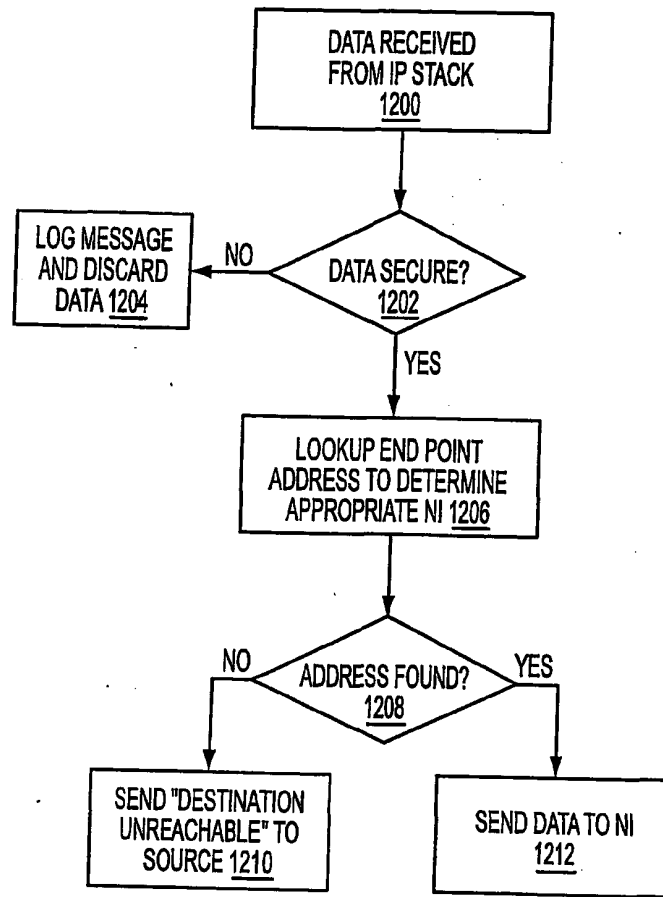 DATA RECEIVED
FROM IP STACK
1200
LOG MESSAGE
AND DISCARD
DATA 1204
NO
DATA SECURE?
1202
YES
LOOKUP END POINT
ADDRESS TO DETERMINE
APPROPRIATE NI 1206
NO
ADDRESS FOUND?
1208
YES
SEND "DESTINATION
UNREACHABLE" TO
SOURCE 1210
SEND DATA TO NI
1212